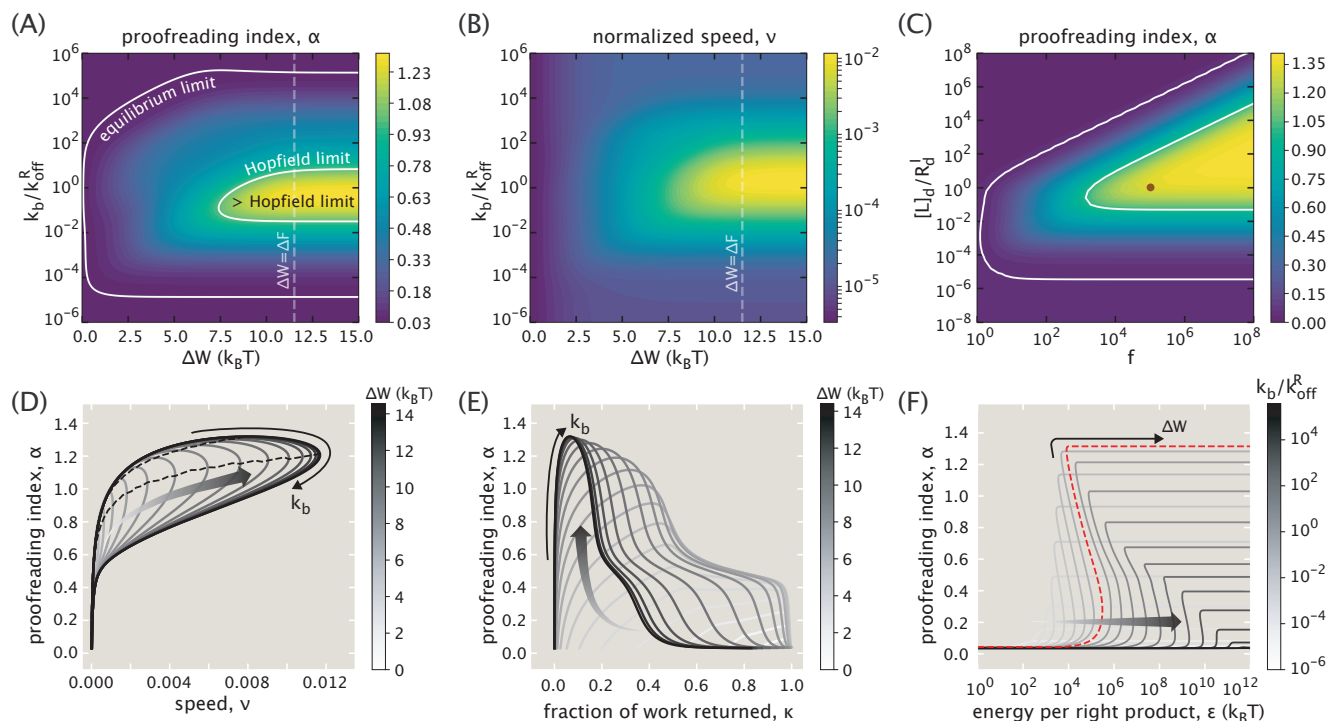 (A)
proofreading index, α
k_b/k_off^R
10^6
10^4
10^2
10^0
10^-2
10^-4
10^-6
equilibrium limit
Hopfield limit
> Hopfield limit
ΔW=ΔF
0.0 2.5 5.0 7.5 10.0 12.5 15.0
ΔW (k_BT)
1.23
1.08
0.93
0.78
0.63
0.48
0.33
0.18
0.03
(B)
normalized speed, ν
k_b/k_off^R
10^6
10^4
10^2
10^0
10^-2
10^-4
10^-6
ΔW=ΔF
0.0 2.5 5.0 7.5 10.0 12.5 15.0
ΔW (k_BT)
10^-2
10^-3
10^-4
10^-5
(C)
proofreading index, α
[L]_d/R_d^I
10^8
10^6
10^4
10^2
10^0
10^-2
10^-4
10^-6
10^-8
10^0 10^2 10^4 10^6 10^8
f
1.35
1.20
1.05
0.90
0.75
0.60
0.45
0.30
0.15
0.00
(D)
proofreading index, α
1.4
1.2
1.0
0.8
0.6
0.4
0.2
0.0
k_b
0.000 0.004 0.008 0.012
speed, ν
ΔW (k_BT)
14
12
10
8
6
4
2
0
(E)
proofreading index, α
1.4
1.2
1.0
0.8
0.6
0.4
0.2
0.0
k_b
0.0 0.2 0.4 0.6 0.8 1.0
fraction of work returned, κ
ΔW (k_BT)
14
12
10
8
6
4
2
0
(F)
proofreading index, α
1.4
1.2
1.0
0.8
0.6
0.4
0.2
0.0
ΔW
10^0 10^2 10^4 10^6 10^8 10^10 10^12
energy per right product, ε (k_BT)
k_b/k_off^R
10^4
10^2
10^0
10^-2
10^-4
10^-6